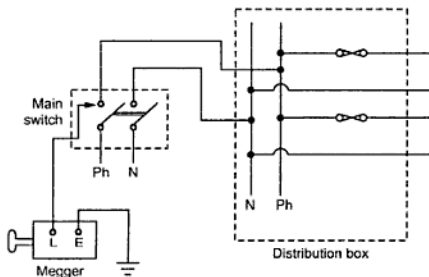 Main
switch
Ph N
N Ph
L E
Megger
Distribution box